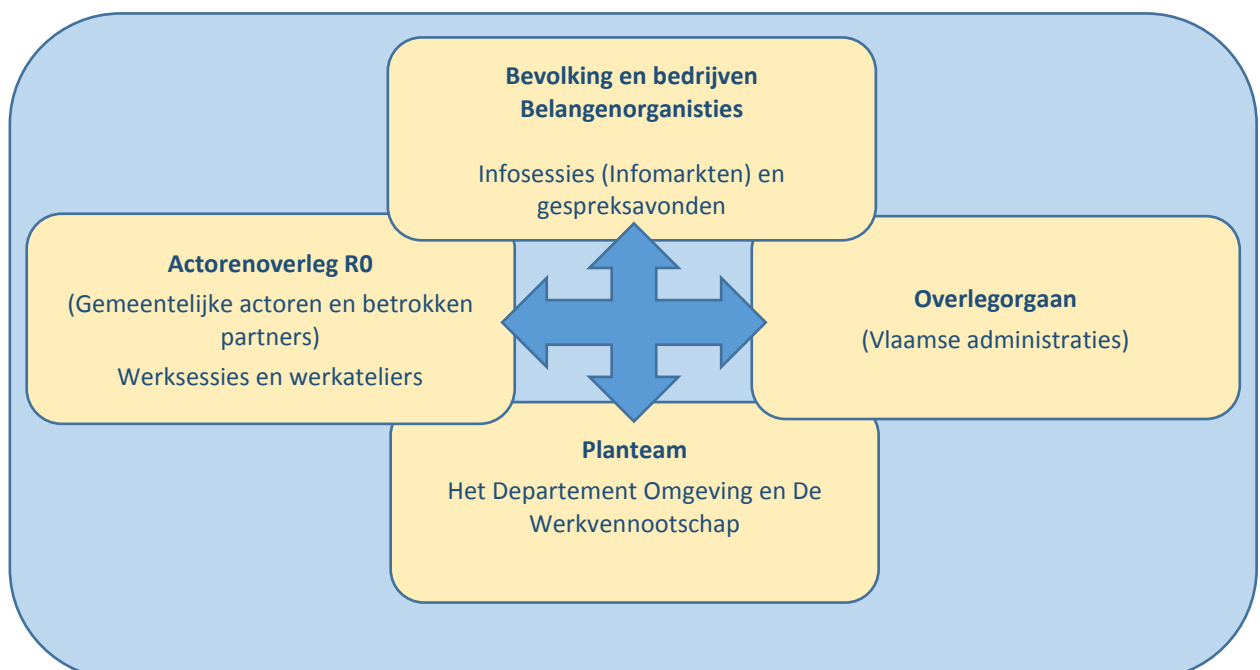 Bevolking en bedrijven
Belangenorganisties
Infosessies (Infomarkten) en
gespreksavonden
Actorenoverleg R0
(Gemeentelijke actoren en betrokken
partners)
Werksessies en werkateliers
Overlegorgaan
(Vlaamse administraties)
Planteam
Het Departement Omgeving en De
Werkvennootschap